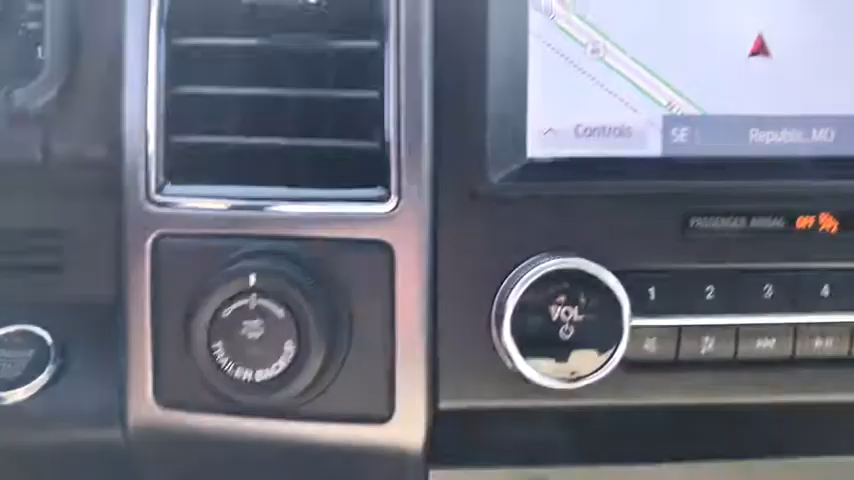 Controls
SE
Republic, MO
PASSENGER AIRBAG OFF
1 2 3 4
VOL
TRAILER BACKUP